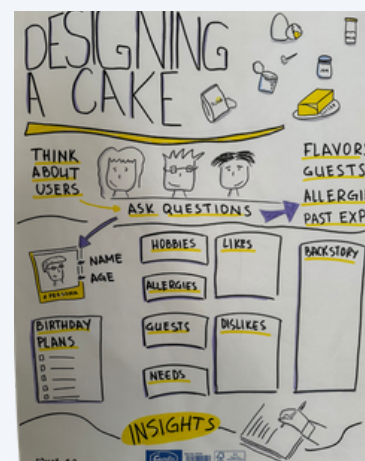 DESIGNING
A CAKE
THINK
ABOUT
USERS
ASK QUESTIONS
GUESTS
PAST EXP
NAME
AGE
HOBBIES
LIKES
BACKSTORY
ALLERGIES
BIRTHDAY
PLANS
GUESTS
DISLIKES
NEEDS
INSIGHTS